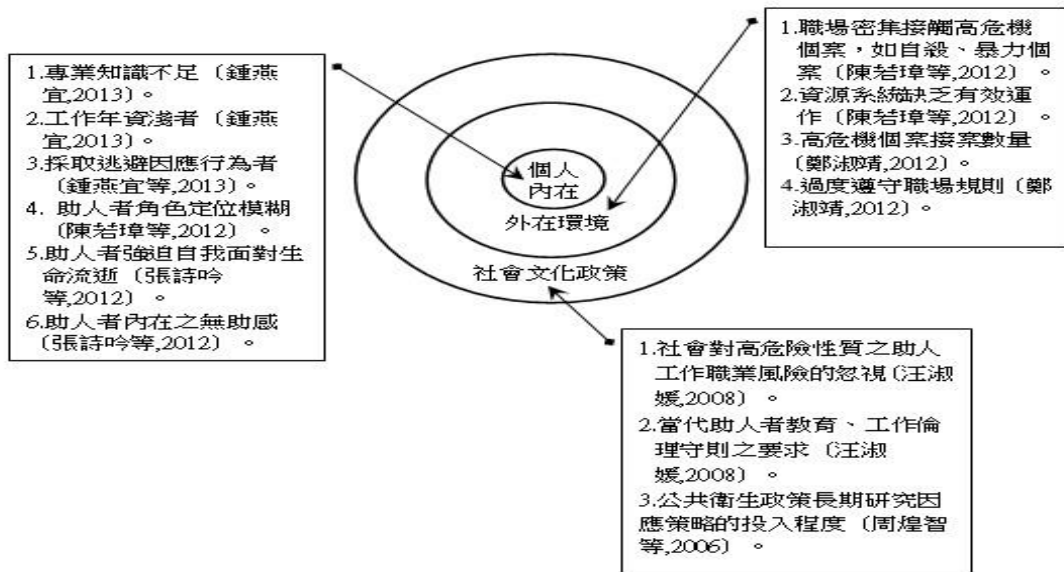 1.專業知識不足（鍾燕
宜,2013）。
2.工作年資淺者（鍾燕
宜,2013）。
3.採取逃避因應行為者
（鍾燕宜等,2013）。
4. 助人者角色定位模糊
（陳若璋等,2012）。
5.助人者強迫自我面對生
命流逝（張詩吟
等,2012）。
6.助人者內在之無助感
（張詩吟等,2012）。
個人
內在
外在環境
社會文化政策
1.職場密集接觸高危機
個案，如自殺、暴力個
案（陳若璋等,2012）。
2.資源系統缺乏有效運
作（陳若璋等,2012）。
3.高危機個案接案數量
（鄭淑靖,2012）。
4.過度遵守職場規則（鄭
淑靖,2012）。
1.社會對高危險性質之助人
工作職業風險的忽視（汪淑
媛,2008）。
2.當代助人者教育、工作倫
理守則之要求（汪淑
媛,2008）。
3.公共衛生政策長期研究因
應策略的投入程度（周煌智
等,2006）。